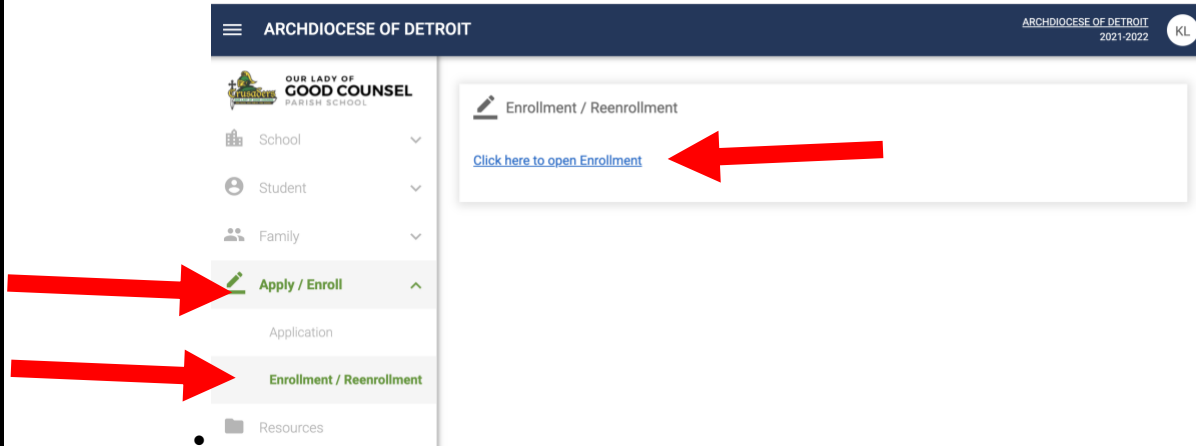 ARCHDIOCESE OF DETROIT
ARCHDIOCESE OF DETROIT
2021-2022
KL
Crusaders
OUR LADY OF
GOOD COUNSEL
PARISH SCHOOL
School
Student
Family
Apply / Enroll
Application
Enrollment / Reenrollment
Resources
Enrollment / Reenrollment
Click here to open Enrollment